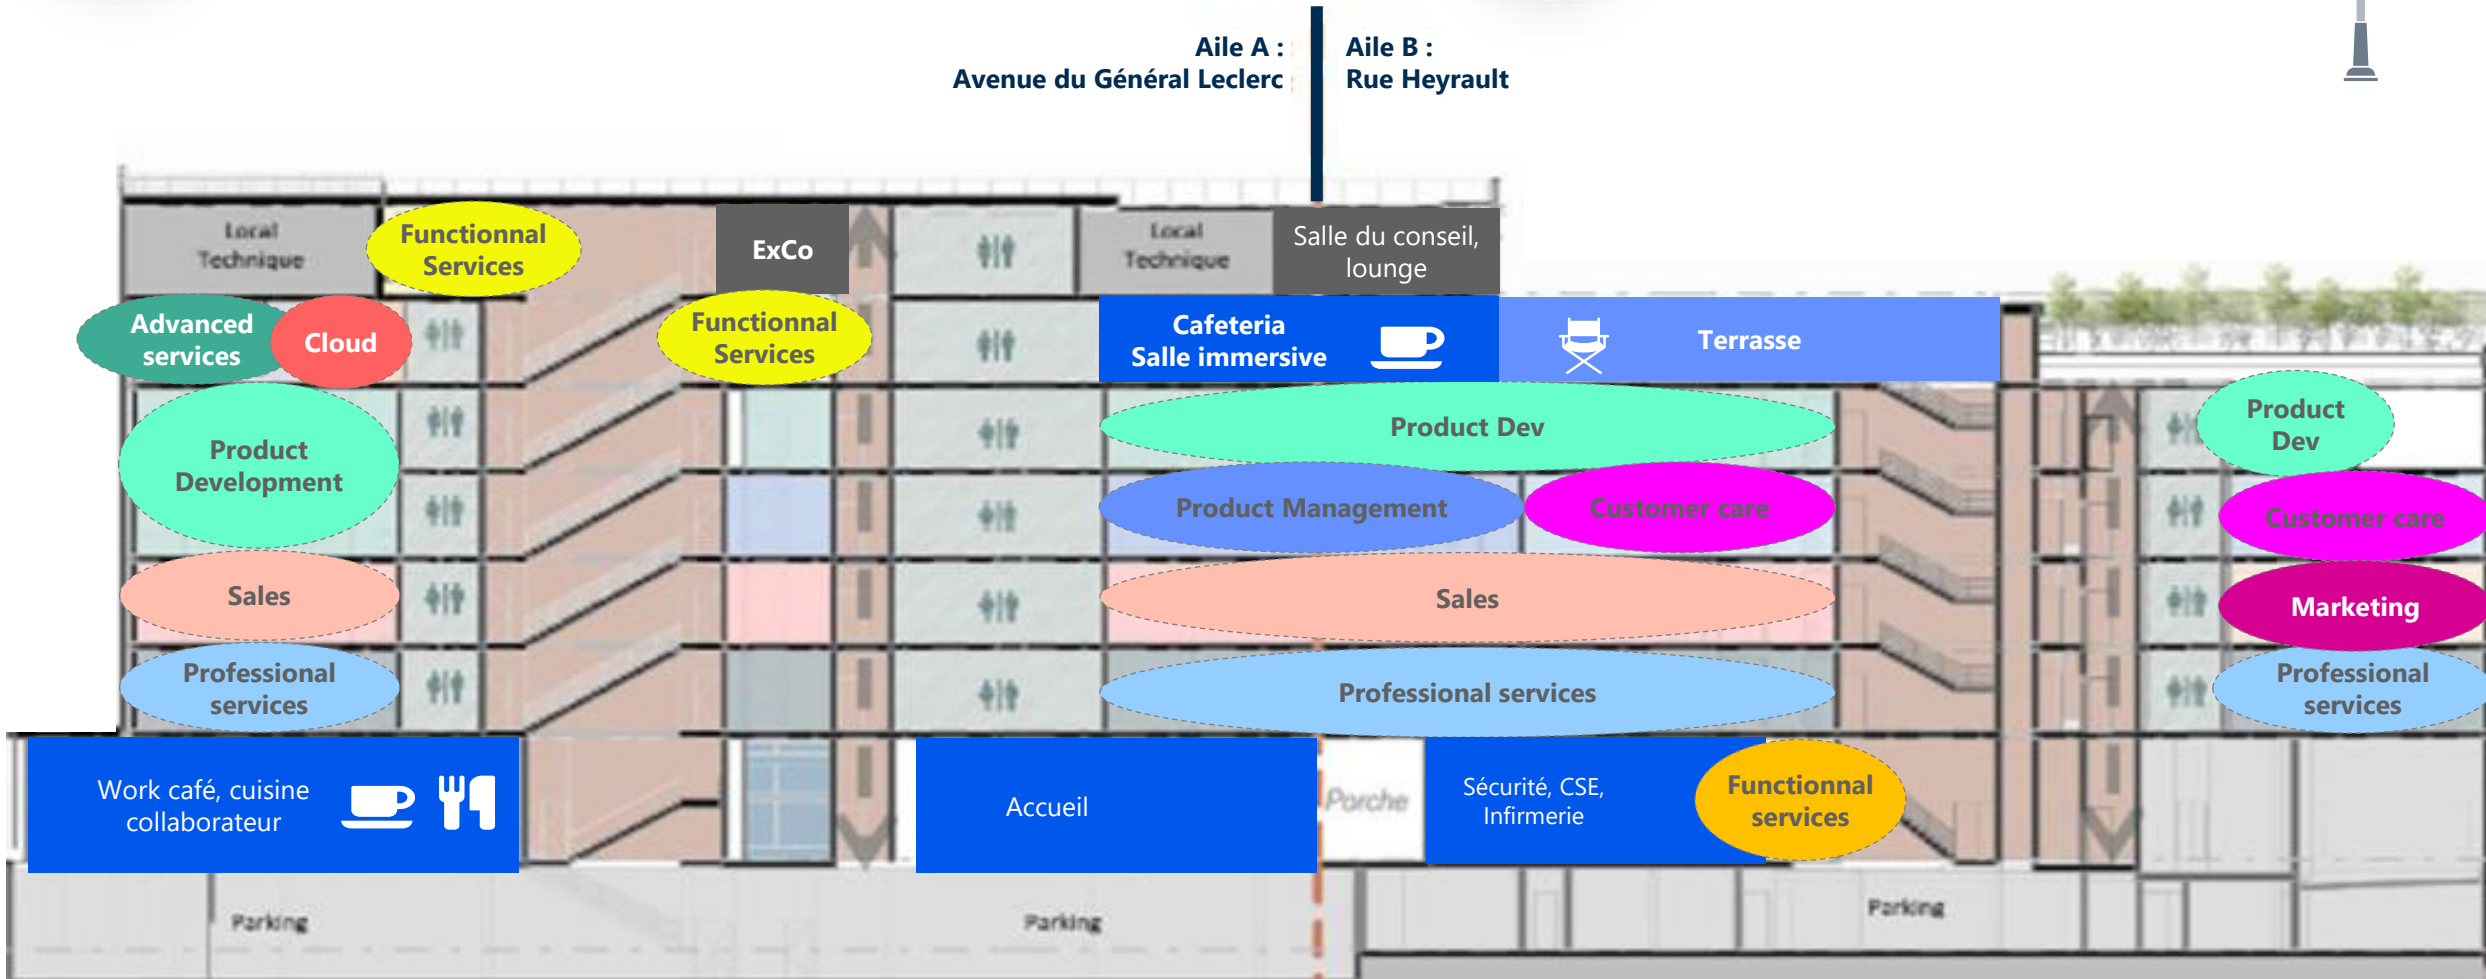 Aile A :
Avenue du Général Leclerc
Aile B :
Rue Heyrault
Local
Technique
Functionnal
Services
ExCo
Local
Technique
Salle du conseil,
lounge
Advanced
services
Cloud
Functionnal
Services
Cafeteria
Salle immersive
Terrasse
Product
Development
Product Dev
Product
Dev
Product Management
Customer care
Customer care
Sales
Sales
Marketing
Professional
services
Professional services
Professional
services
Work café, cuisine
collaborateur
Accueil
Porche
Sécurité, CSE,
Infirmerie
Functionnal
services
Parking
Parking
Parking